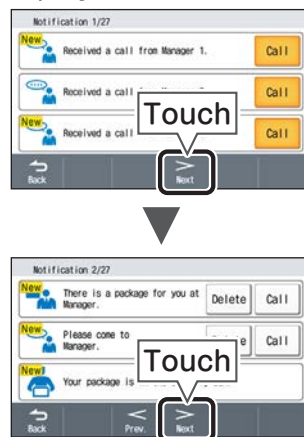 Notification 1/27
New
Received a call from Manager 1.
Call
Received a call
Call
New
Received a call
Call
Touch
Back
Next
Notification 2/27
New
There is a package for you at
Manager.
Delete
Call
New
Please come to
Manager.
Call
New
Your package is
Touch
Back
Prev.
Next